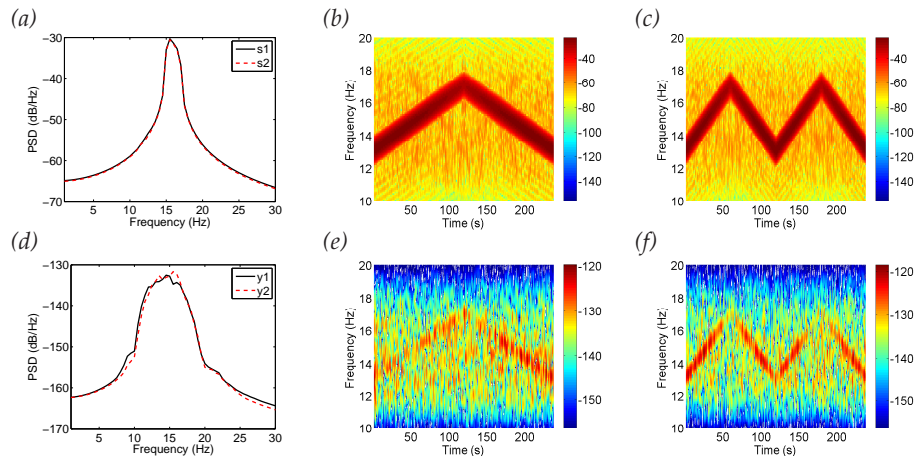 (a)
PSD (dB/Hz)
-30
-40
-50
-60
-70
5 10 15 20 25 30
Frequency (Hz)
s1
s2
(b)
Frequency (Hz)
20
18
16
14
12
10
50 100 150 200
Time (s)
-40
-60
-80
-100
-120
-140
(c)
Frequency (Hz)
20
18
16
14
12
10
50 100 150 200
Time (s)
-40
-60
-80
-100
-120
-140
(d)
PSD (dB/Hz)
-130
-150
-160
-170
5 10 15 20 25 30
Frequency (Hz)
y1
y2
(e)
Frequency (Hz)
20
18
16
14
12
10
50 100 150 200
Time (s)
-120
-130
-140
-150
(f)
Frequency (Hz)
20
18
16
14
12
10
50 100 150 200
Time (s)
-120
-130
-140
-150